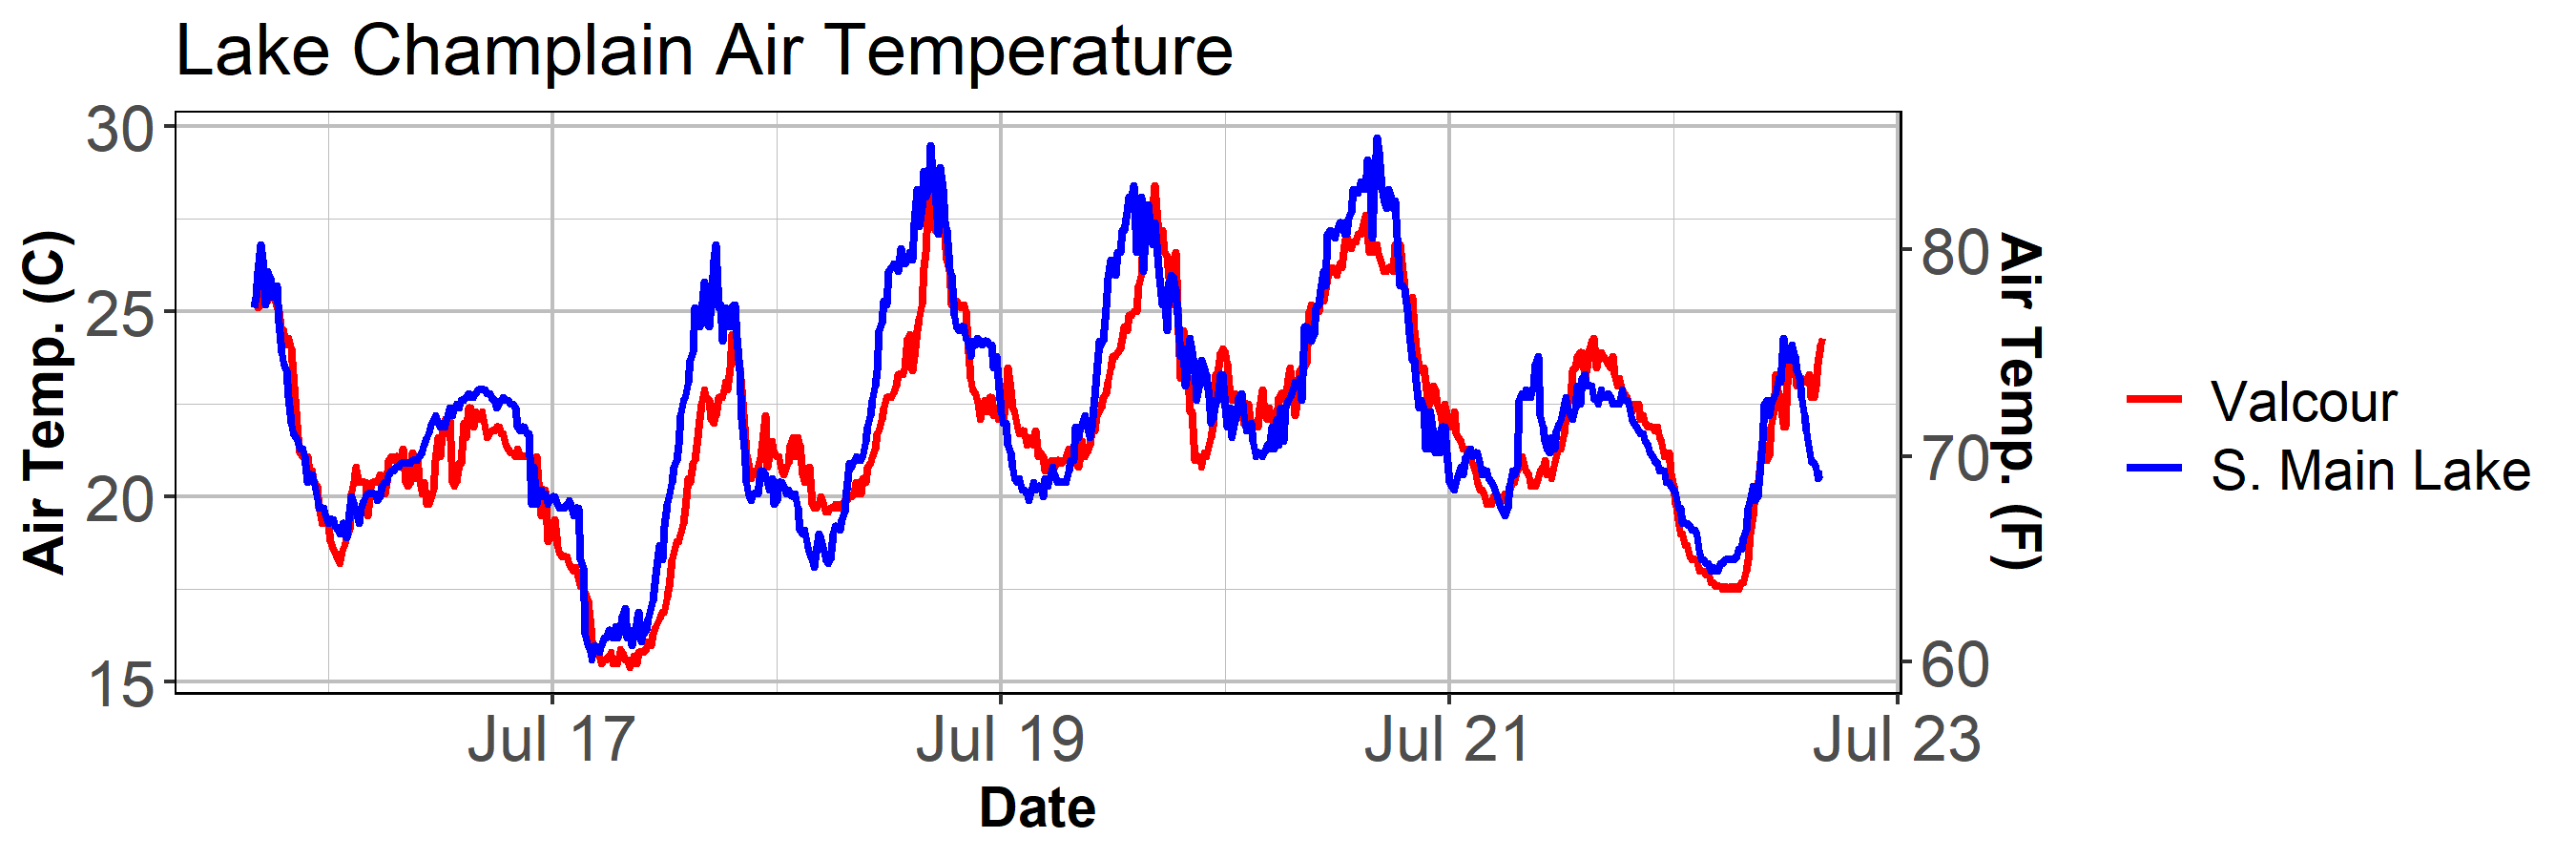 Lake Champlain Air Temperature
30
25
20
15
Air Temp. (C)
80
70
60
Air Temp. (F)
Jul 17
Jul 19
Jul 21
Jul 23
Date
Valcour
S. Main Lake